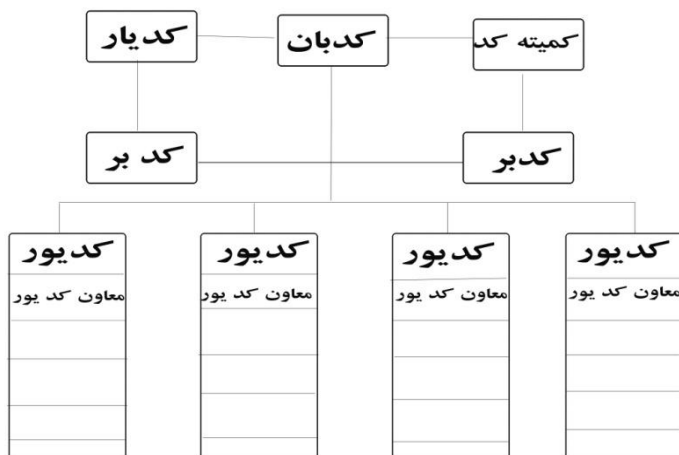 کمیته کد
کدبان
کدیار
کدبر
کد بر
کدیور
کدیور
کدیور
کدیور
معاون کد یور
معاون کد یور
معاون کد یور
معاون کد یور